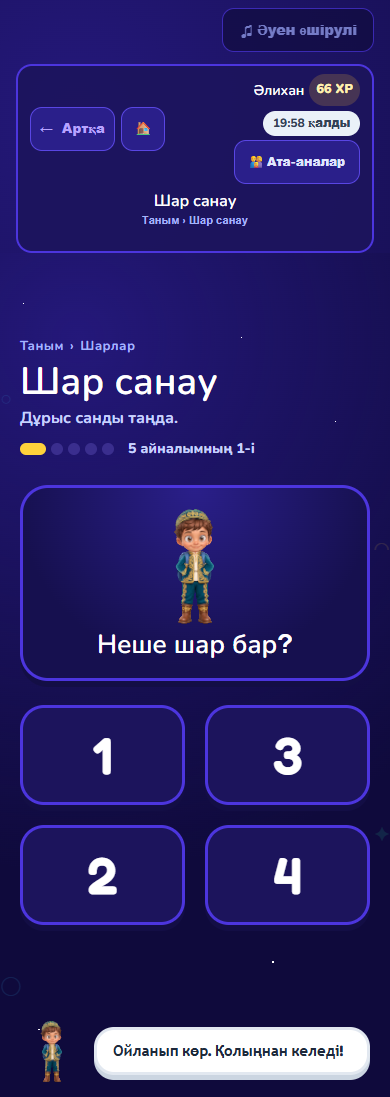 Әуен өшірулі
Әлихан 66 XP
← Артқа
19:58 қалды
Ата-аналар
Шар санау
Таным › Шар санау
Таным › Шарлар
Шар санау
Дұрыс санды таңда.
5 айналымның 1-і
Неше шар бар?
1 3
2 4
Ойланып көр. Қолыңнан келеді!